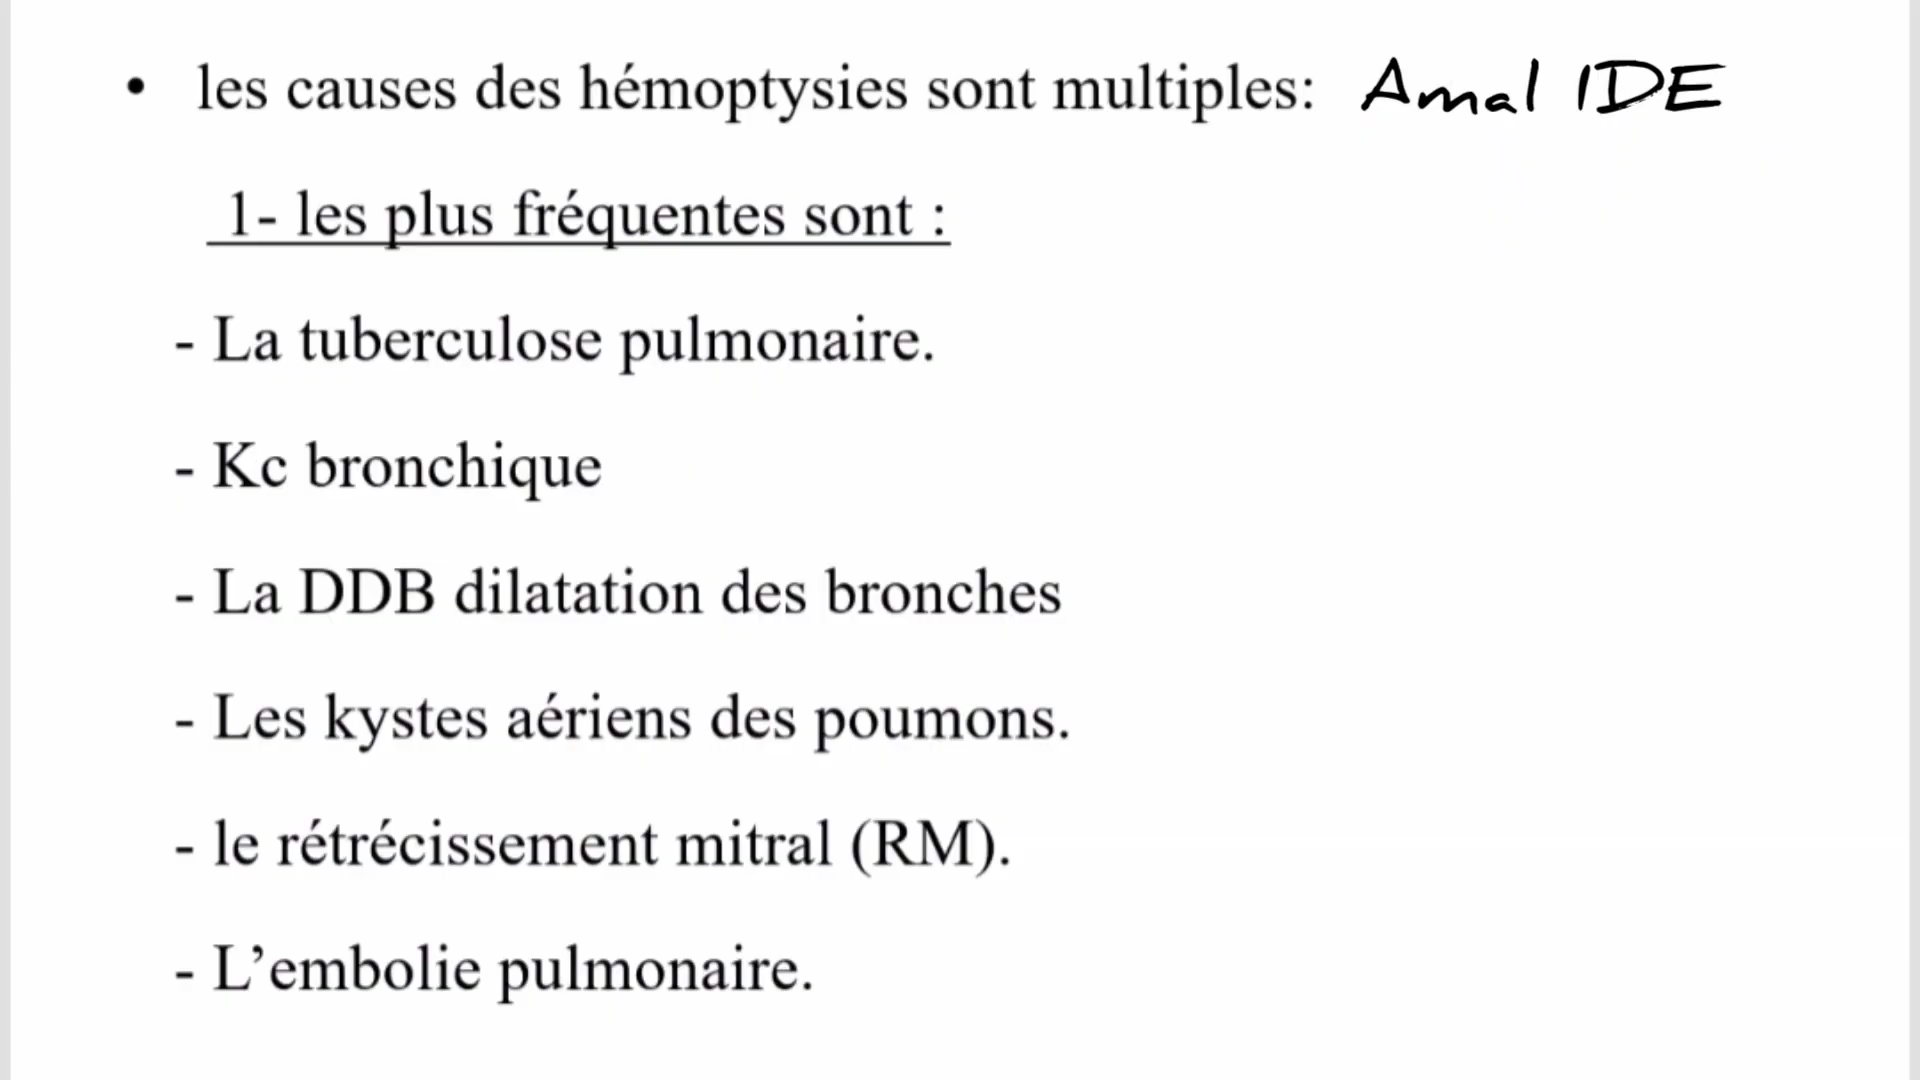 • les causes des hémoptysies sont multiples: Amal IDE
1- les plus fréquentes sont :
- La tuberculose pulmonaire.
- Kc bronchique
- La DDB dilatation des bronches
- Les kystes aériens des poumons.
- le rétrécissement mitral (RM).
- L’embolie pulmonaire.